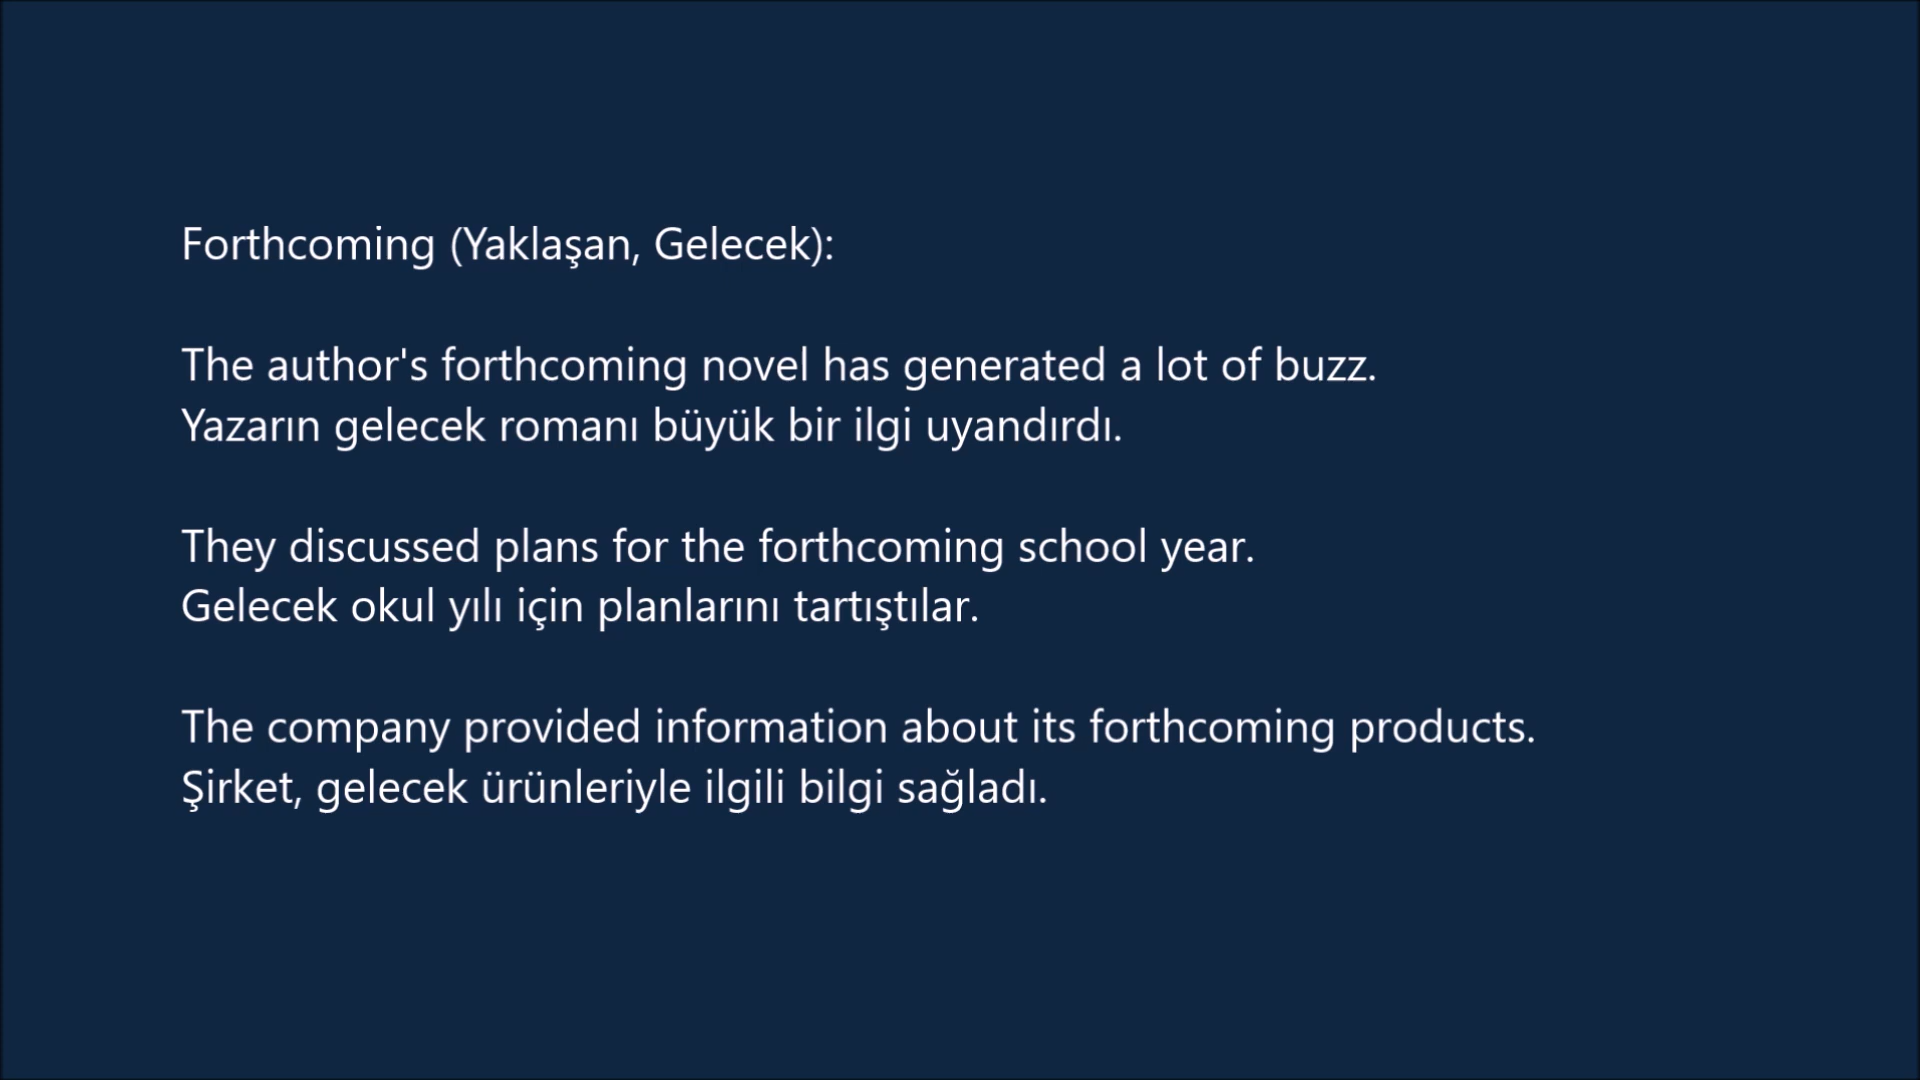 Forthcoming (Yaklaşan, Gelecek):
The author's forthcoming novel has generated a lot of buzz.
Yazarın gelecek romanı büyük bir ilgi uyandırdı.
They discussed plans for the forthcoming school year.
Gelecek okul yılı için planlarını tartıştılar.
The company provided information about its forthcoming products.
Şirket, gelecek ürünleriyle ilgili bilgi sağladı.